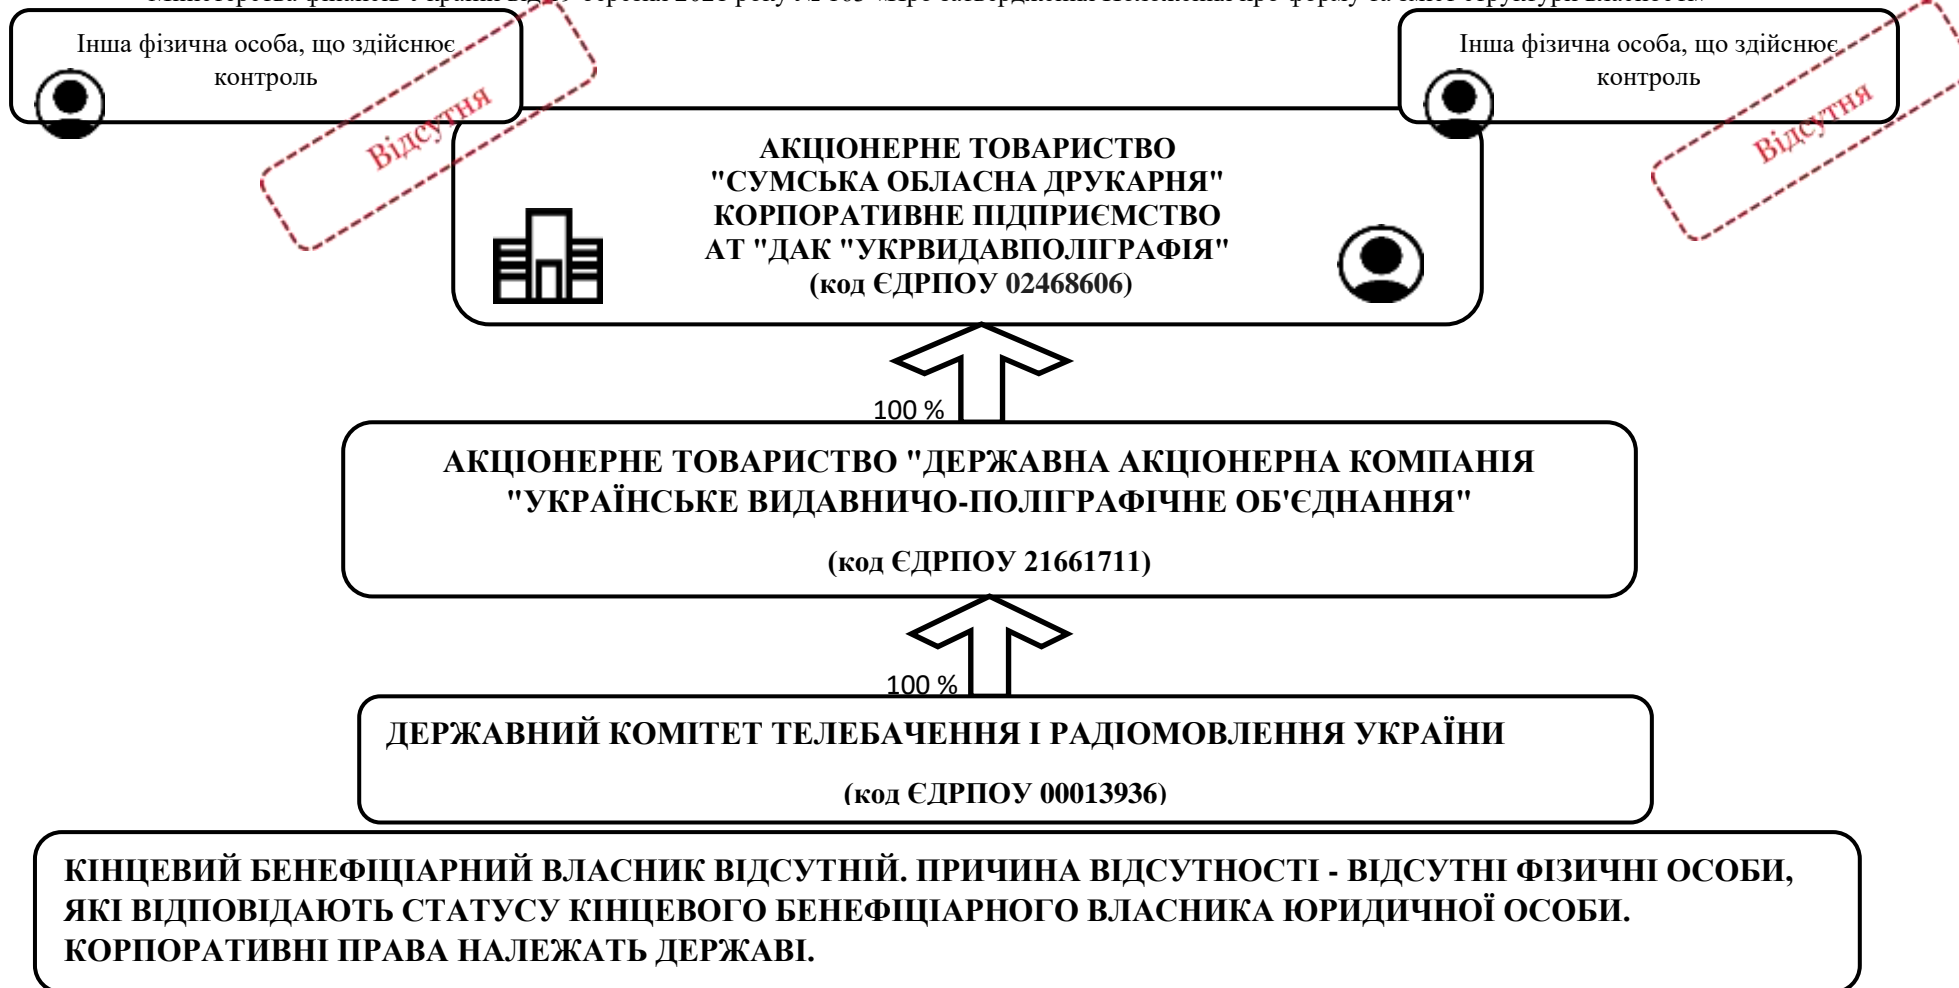 Інша фізична особа, що здійснює
контроль
Відсутня
Інша фізична особа, що здійснює
контроль
Відсутня
АКЦІОНЕРНЕ ТОВАРИСТВО
"СУМСЬКА ОБЛАСНА ДРУКАРНЯ"
КОРПОРАТИВНЕ ПІДПРИЄМСТВО
АТ "ДАК "УКРВИДАВПОЛІГРАФІЯ"
(код ЄДРПОУ 02468606)
100 %
АКЦІОНЕРНЕ ТОВАРИСТВО "ДЕРЖАВНА АКЦІОНЕРНА КОМПАНІЯ
"УКРАЇНСЬКЕ ВИДАВНИЧО-ПОЛІГРАФІЧНЕ ОБ'ЄДНАННЯ"
(код ЄДРПОУ 21661711)
100 %
ДЕРЖАВНИЙ КОМІТЕТ ТЕЛЕБАЧЕННЯ І РАДІОМОВЛЕННЯ УКРАЇНИ
(код ЄДРПОУ 00013936)
КІНЦЕВИЙ БЕНЕФІЦІАРНИЙ ВЛАСНИК ВІДСУТНІЙ. ПРИЧИНА ВІДСУТНОСТІ - ВІДСУТНІ ФІЗИЧНІ ОСОБИ,
ЯКІ ВІДПОВІДАЮТЬ СТАТУСУ КІНЦЕВОГО БЕНЕФІЦІАРНОГО ВЛАСНИКА ЮРИДИЧНОЇ ОСОБИ.
КОРПОРАТИВНІ ПРАВА НАЛЕЖАТЬ ДЕРЖАВІ.